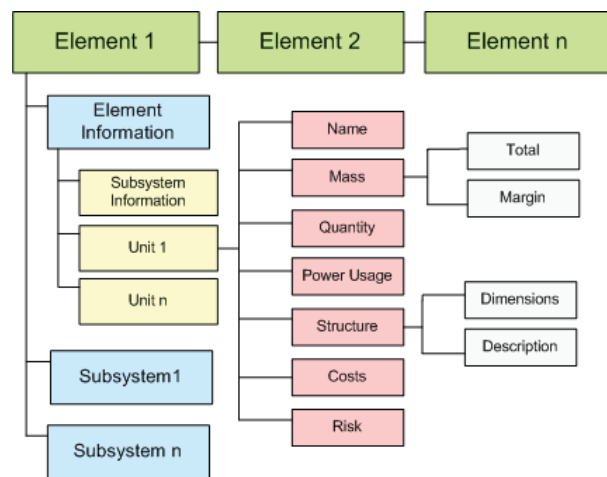 Element 1
Element 2
Element n
Element
Information
Subsystem
Information
Unit 1
Unit n
Subsystem1
Subsystem n
Name
Mass
Quantity
Power Usage
Structure
Costs
Risk
Total
Margin
Dimensions
Description